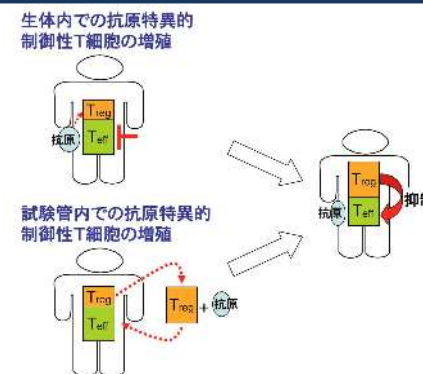 生体内での抗原特異的
制御性T細胞の増殖
Treg
Teff
抗原
試験管内での抗原特異的
制御性T細胞の増殖
Treg
Teff
Treg + 抗原
Treg
Teff
抗原